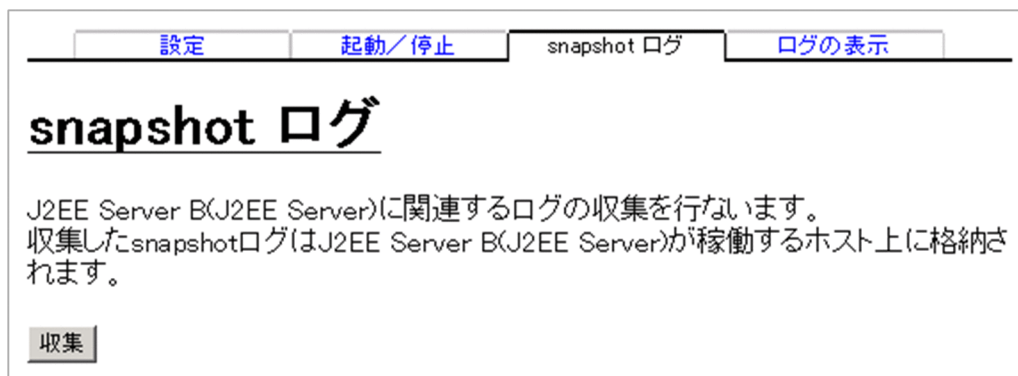 設定 起動／停止 snapshot ログ ログの表示
snapshot ログ
J2EE Server B(J2EE Server)に関連するログの収集を行ないます。
収集したsnapshotログはJ2EE Server B(J2EE Server)が稼働するホスト上に格納さ
れます。
収集